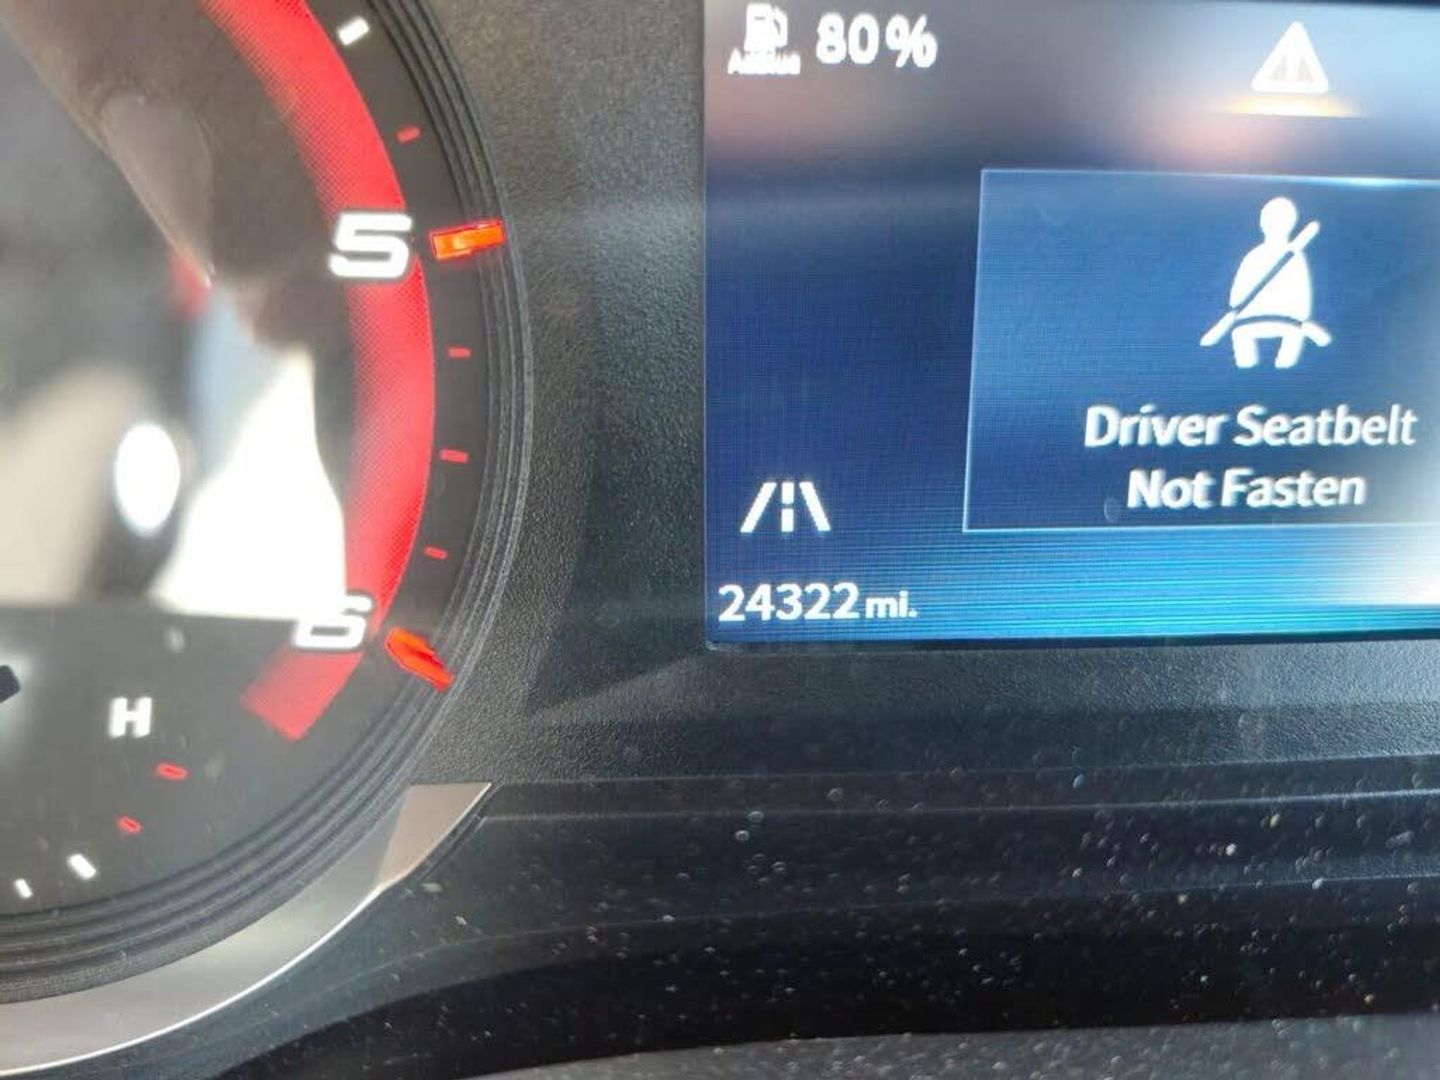 80%
5
Driver Seatbelt
Not Fasten
24322 mi.
6
H